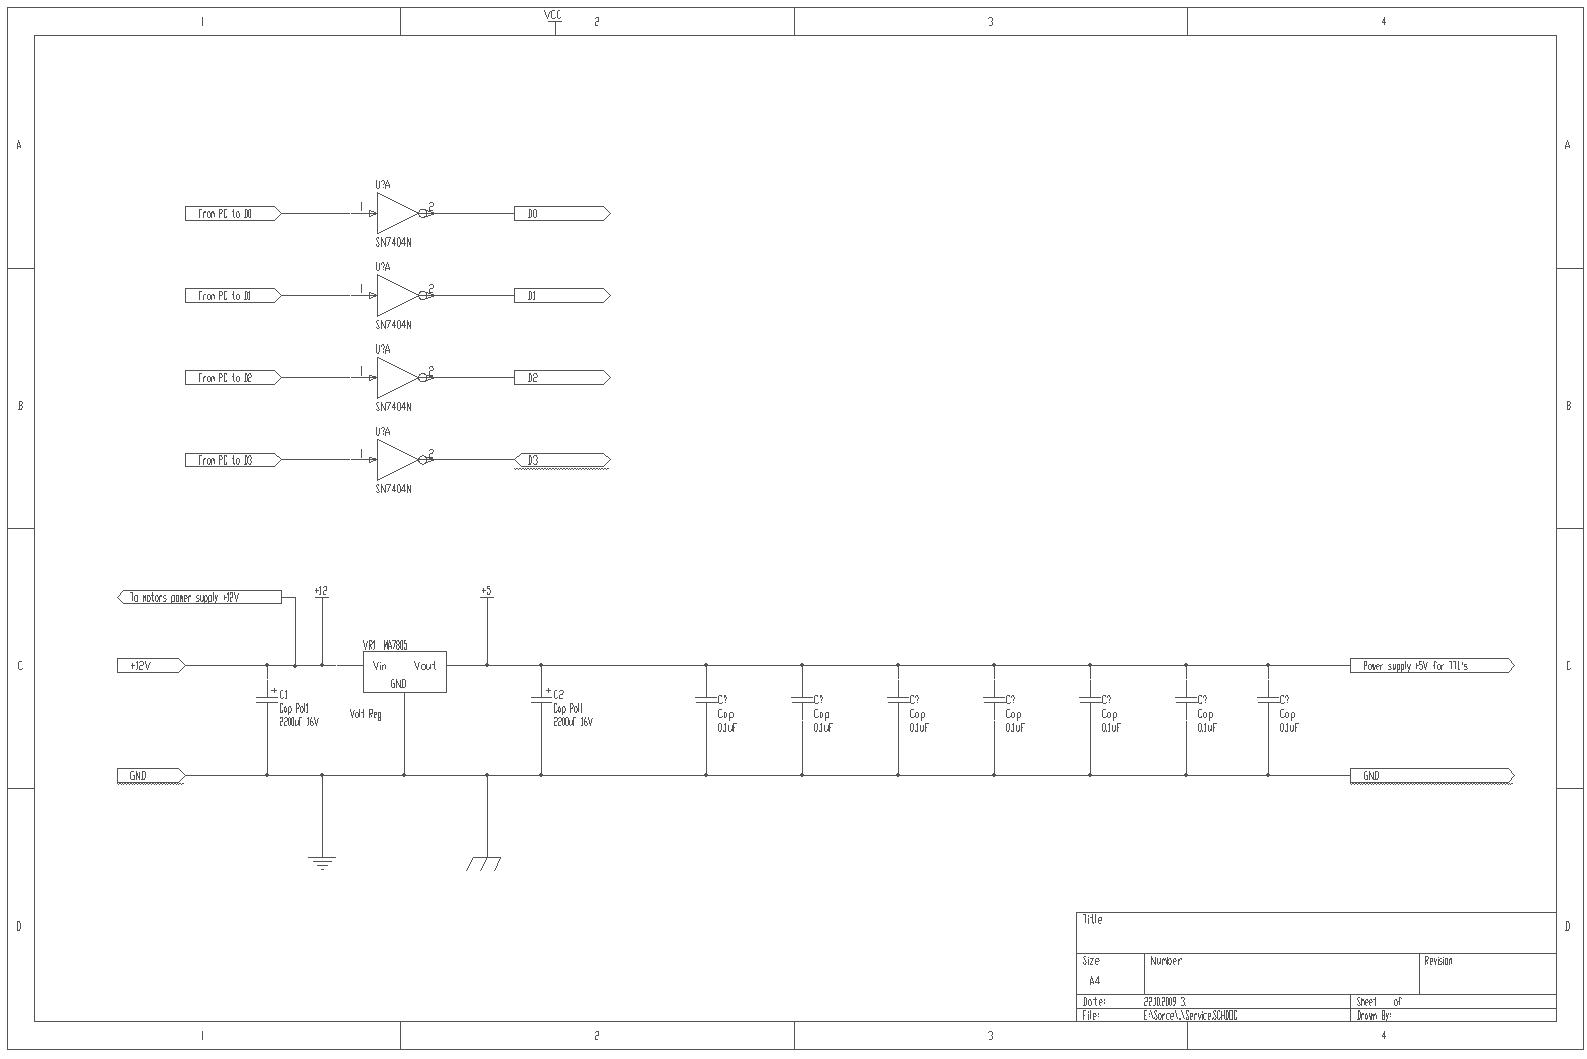 VCC
1 2 3 4
A A
U?A
From PC to D0 1 2 D0
SN7404N
U?A
From PC to D1 1 2 D1
SN7404N
U?A
From PC to D2 1 2 D2
SN7404N
B B
U?A
From PC to D3 1 2 D3
SN7404N
To motors power supply +12V +12 +5
VR1 MA7805
+12V Vin Vout Power supply +5V for TTL's
C C
GND
C1 C2 C? C? C? C? C? C? C?
Cap Pol1 Volt Reg Cap Pol1 Cap Cap Cap Cap Cap Cap Cap
2200uF 16V 2200uF 16V 0.1uF 0.1uF 0.1uF 0.1uF 0.1uF 0.1uF 0.1uF
GND GND
D D
Title
Size Number Revision
A4
Date: 22.10.2009 3. Sheet of
File: E:\Sorce\..\Service.SCHDOC Drawn By:
1 2 3 4